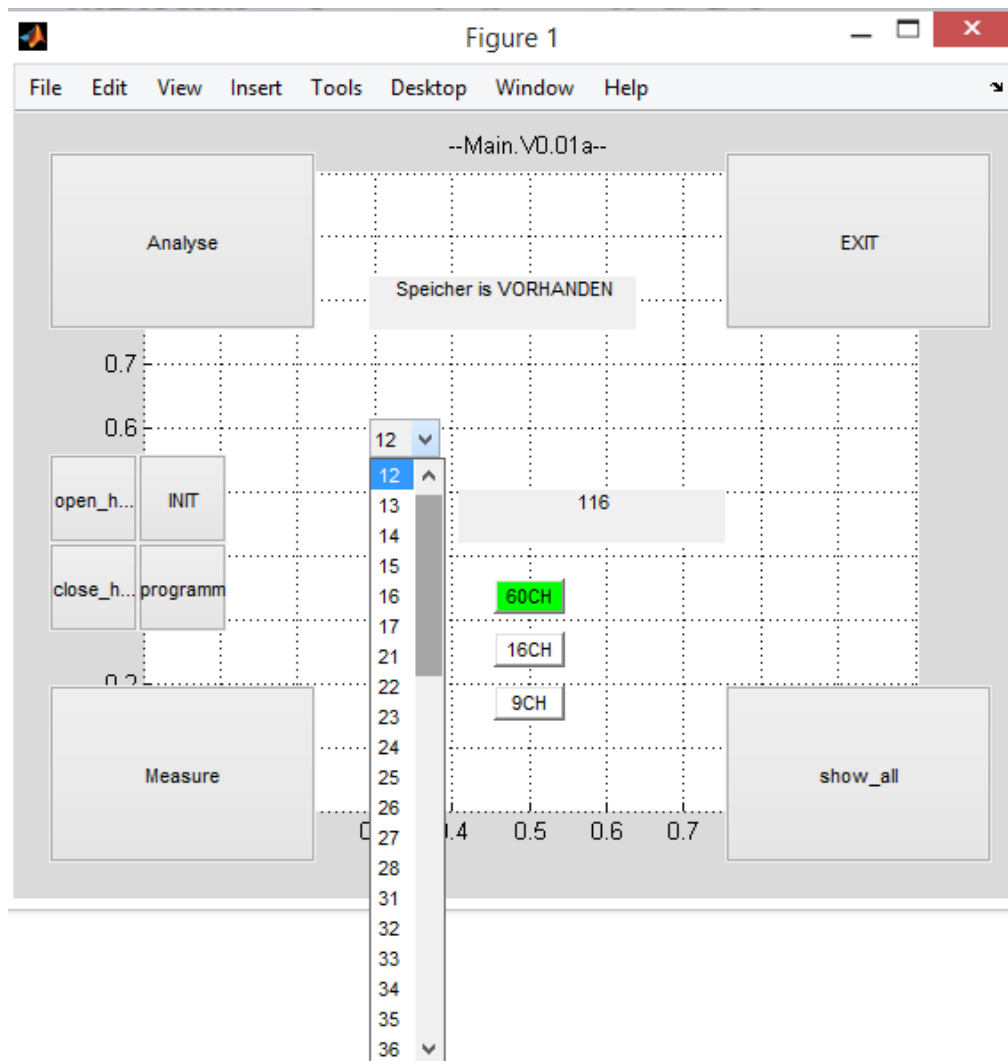 Figure 1
File Edit View Insert Tools Desktop Window Help
--Main.V0.01a--
Analyse
EXIT
Speicher is VORHANDEN
0.7
0.6
12
12
13
14
15
16
17
21
22
23
24
25
26
27
28
31
32
33
34
35
36
open_h...
INIT
116
close_h...
programm
60CH
16CH
9CH
0.2
Measure
show_all
0.5 0.6 0.7